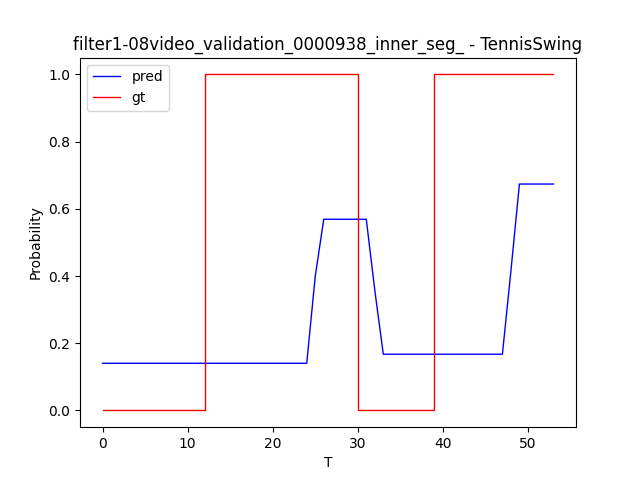 filter1-08video_validation_0000938_inner_seg_ - TennisSwing
pred
gt
1.0
0.8
0.6
0.4
0.2
0.0
Probability
0 10 20 30 40 50
T